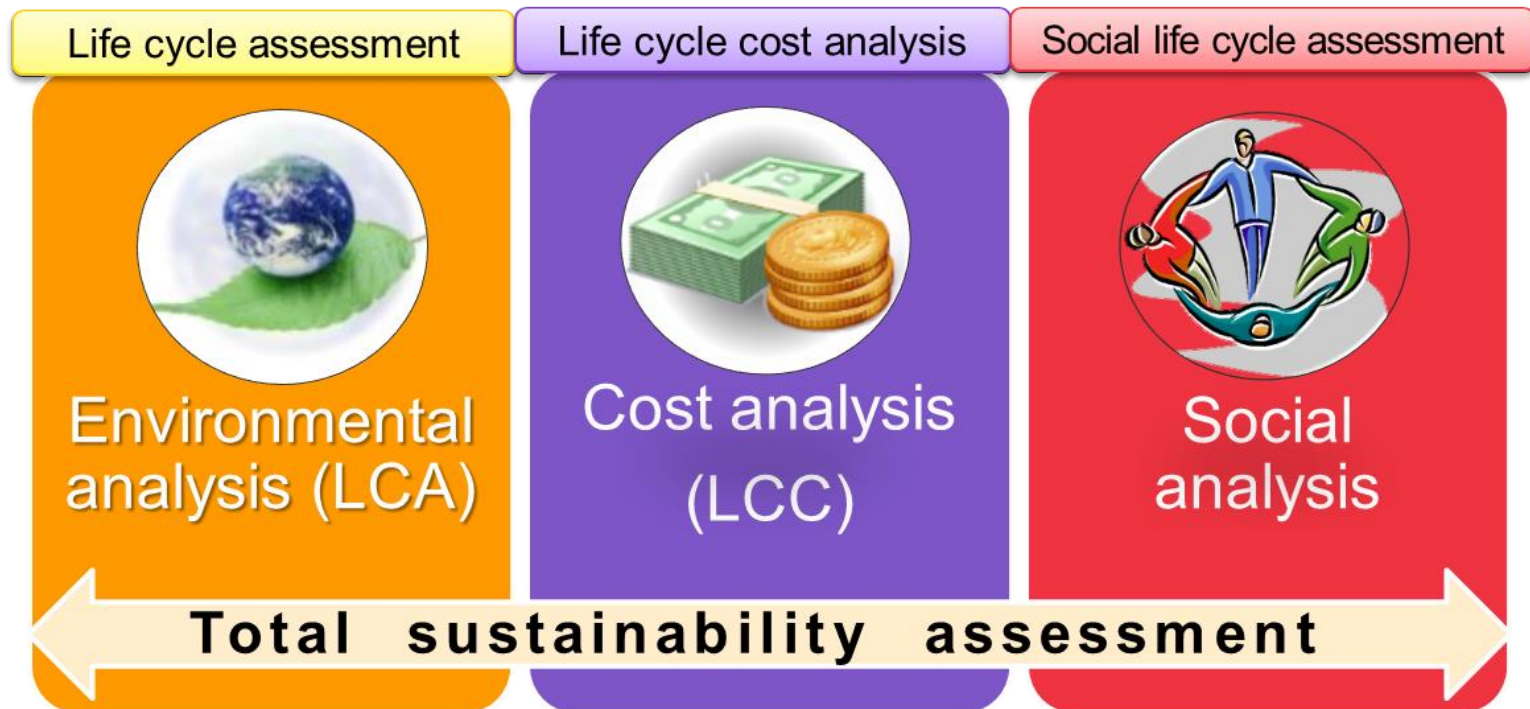 Life cycle assessment
Life cycle cost analysis
Social life cycle assessment
Environmental
analysis (LCA)
Cost analysis
(LCC)
Social
analysis
Total sustainability assessment